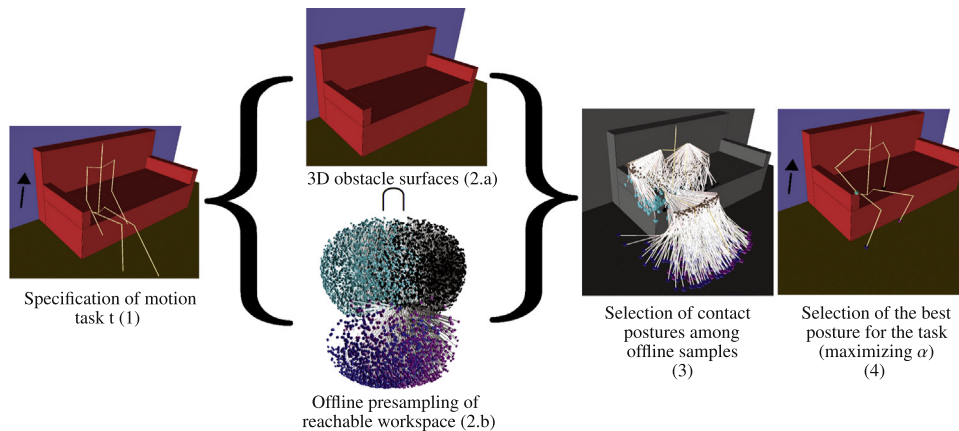 Specification of motion
task t (1)
3D obstacle surfaces (2.a)
Offline presampling of
reachable workspace (2.b)
Selection of contact
postures among
offline samples
(3)
Selection of the best
posture for the task
(maximizing α)
(4)